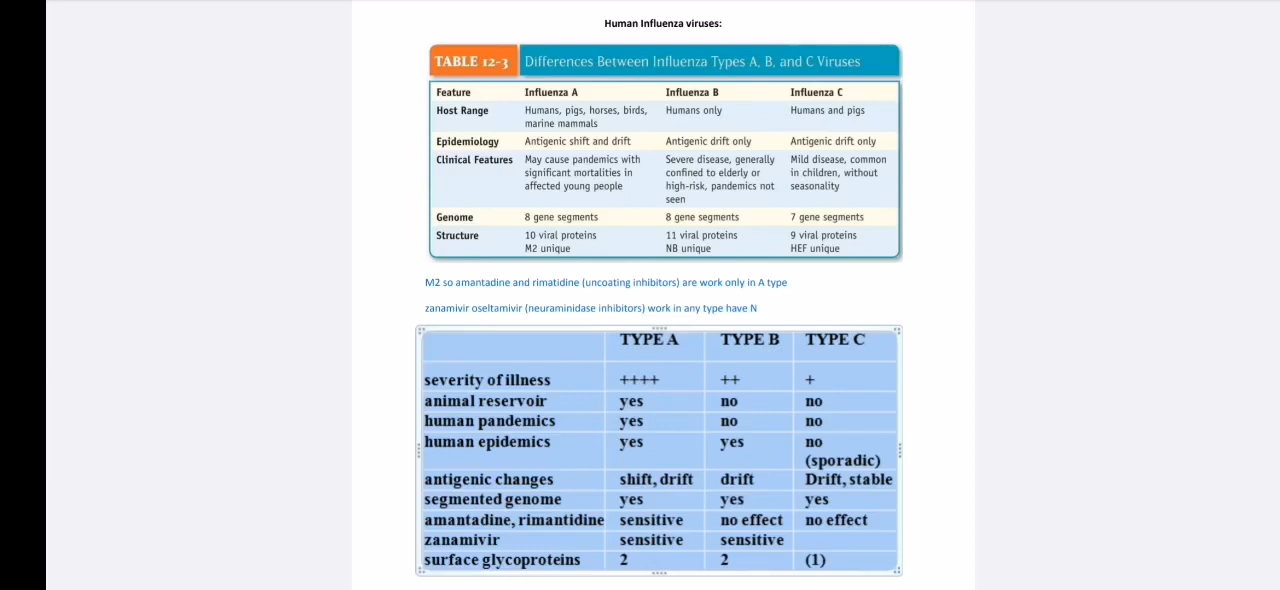 Human Influenza viruses:
TABLE 12-3 Differences Between Influenza Types A, B, and C Viruses
Feature Influenza A Influenza B Influenza C
Host Range Humans, pigs, horses, birds, Humans only Humans and pigs
marine mammals
Epidemiology Antigenic shift and drift Antigenic drift only Antigenic drift only
Clinical Features May cause pandemics with Severe disease, generally Mild disease, common
significant mortalities in confined to elderly or in children, without
affected young people high-risk, pandemics not seasonality
seen
Genome 8 gene segments 8 gene segments 7 gene segments
Structure 10 viral proteins 11 viral proteins 9 viral proteins
M2 unique NB unique HEF unique
M2 so amantadine and rimatidine (uncoating inhibitors) are work only in A type
zanamivir oseltamivir (neuraminidase inhibitors) work in any type have N
TYPE A TYPE B TYPE C
severity of illness ++++ ++ +
animal reservoir yes no no
human pandemics yes no no
human epidemics yes yes no
(sporadic)
antigenic changes shift, drift drift Drift, stable
segmented genome yes yes yes
amantadine, rimantidine sensitive no effect no effect
zanamivir sensitive sensitive
surface glycoproteins 2 2 (1)